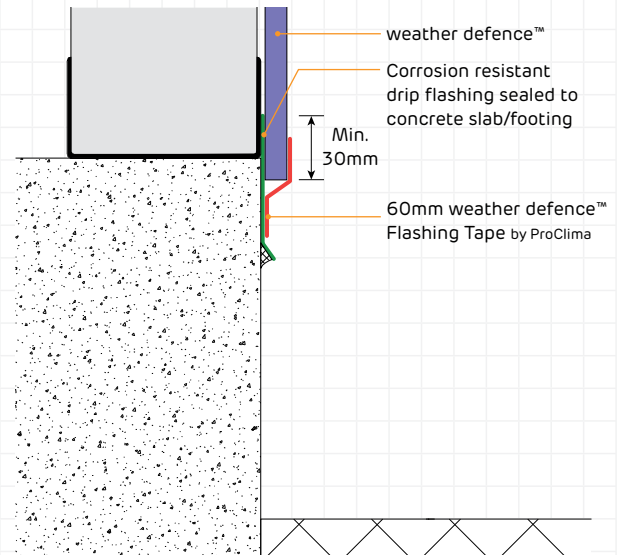 weather defence™
Corrosion resistant
drip flashing sealed to
concrete slab/footing
Min.
30mm
60mm weather defence™
Flashing Tape by ProClima